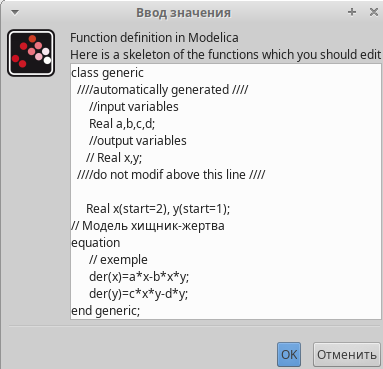 Ввод значения
Function definition in Modelica
Here is a skeleton of the functions which you should edit
class generic
////automatically generated ////
//input variables
Real a,b,c,d;
//output variables
// Real x,y;
////do not modif above this line ////
Real x(start=2), y(start=1);
// Модель хищник-жертва
equation
// exemple
der(x)=a*x-b*x*y;
der(y)=c*x*y-d*y;
end generic;
OK
Отменить